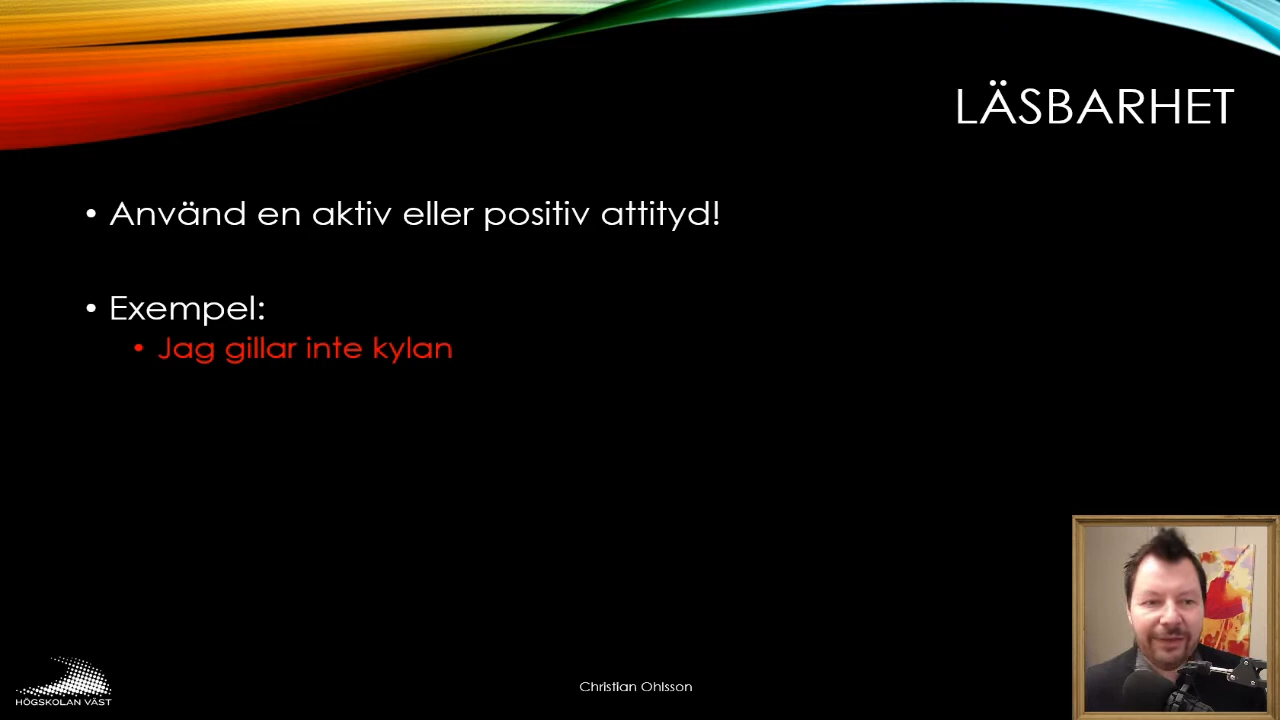 LÄSBARHET
• Använd en aktiv eller positiv attityd!
• Exempel:
• Jag gillar inte kylan
HÖGSKOLAN VÄST
Christian Ohlsson